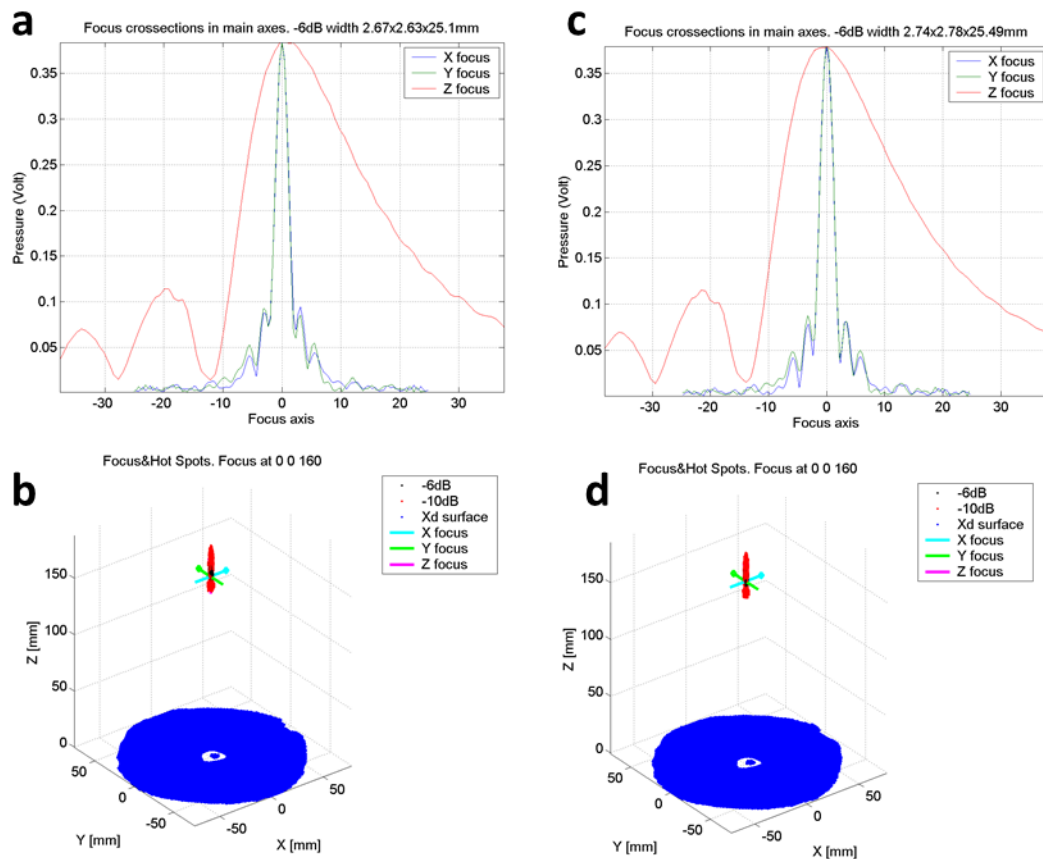 a
Focus crossections in main axes. -6dB width 2.67x2.63x25.1mm
X focus
Y focus
Z focus
Pressure (Volt)
0.35
0.3
0.25
0.2
0.15
0.1
0.05
-30 -20 -10 0 10 20 30
Focus axis
c
Focus crossections in main axes. -6dB width 2.74x2.78x25.49mm
X focus
Y focus
Z focus
Pressure (Volt)
0.35
0.3
0.25
0.2
0.15
0.1
0.05
-30 -20 -10 0 10 20 30
Focus axis
b
Focus&Hot Spots. Focus at 0 0 160
-6dB
-10dB
Xd surface
X focus
Y focus
Z focus
Z [mm]
150
100
50
0
50
0
-50
Y [mm]
-50
0
50
X [mm]
d
Focus&Hot Spots. Focus at 0 0 160
-6dB
-10dB
Xd surface
X focus
Y focus
Z focus
Z [mm]
150
100
50
0
50
0
-50
Y [mm]
-50
0
50
X [mm]